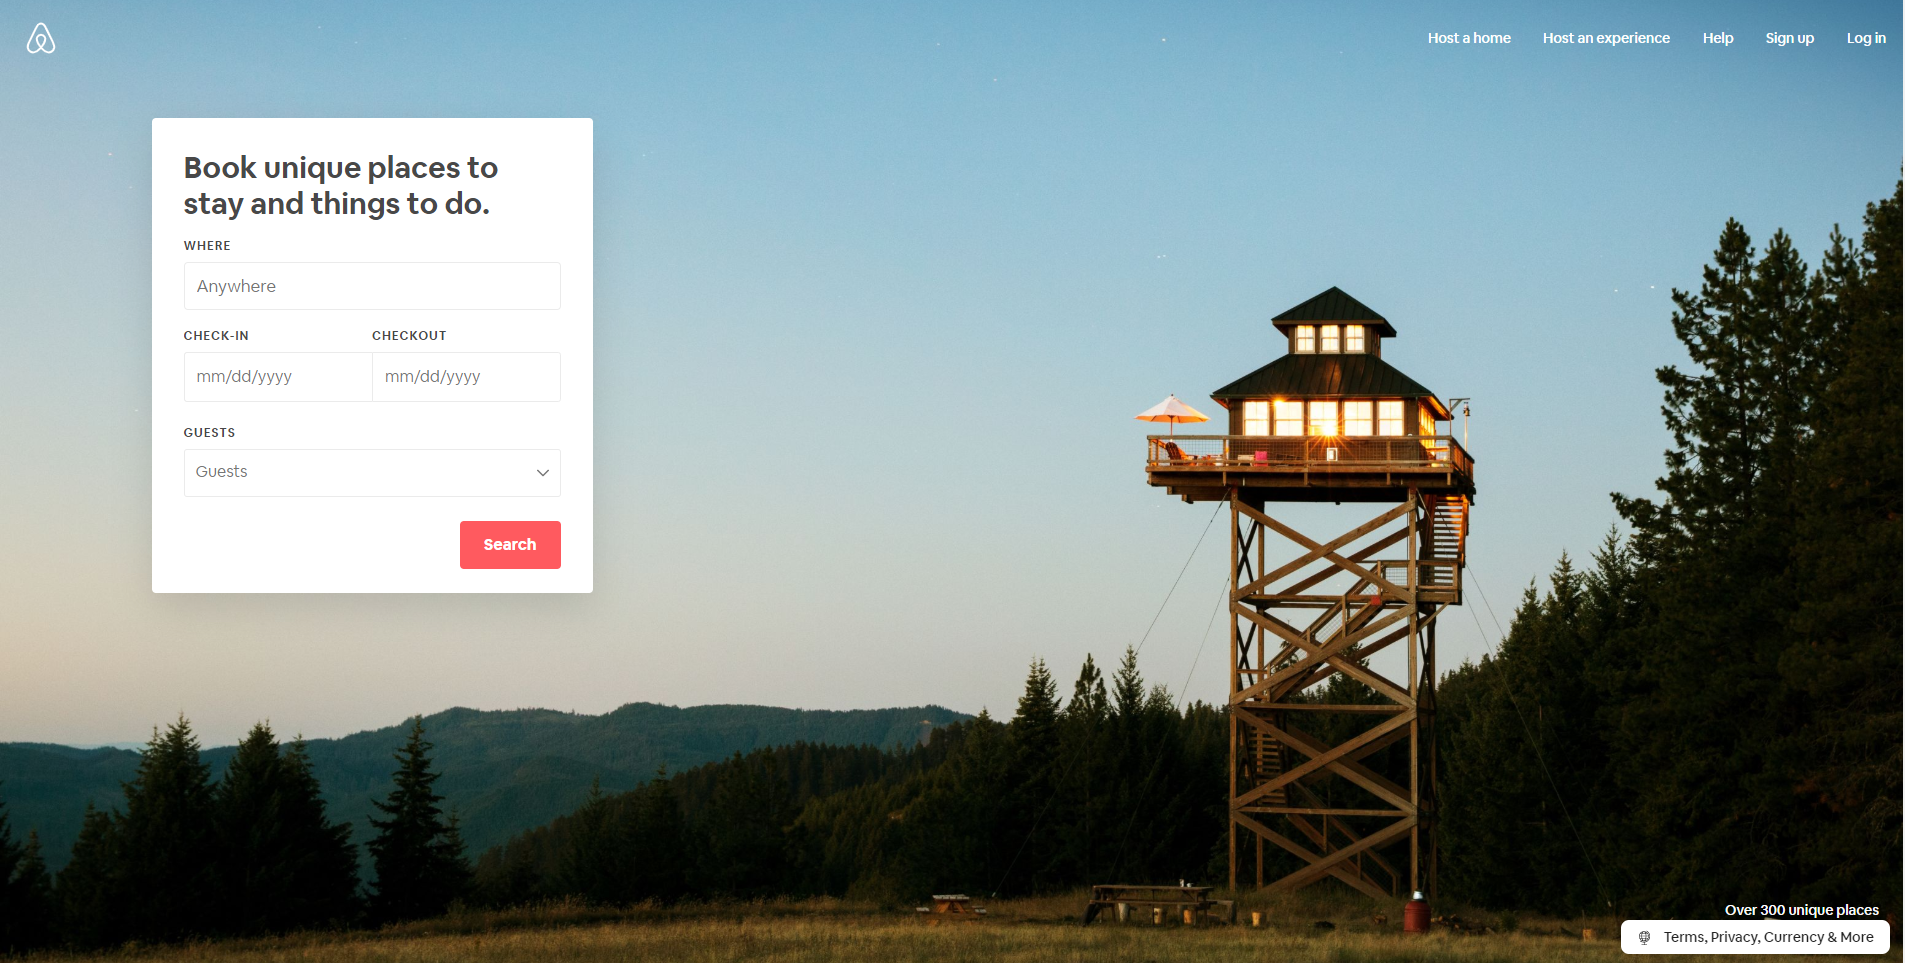 Host a home
Host an experience
Help
Sign up
Log in
Book unique places to
stay and things to do.
WHERE
Anywhere
CHECK-IN
CHECKOUT
mm/dd/yyyy
mm/dd/yyyy
GUESTS
Guests
Search
Over 300 unique places
Terms, Privacy, Currency & More